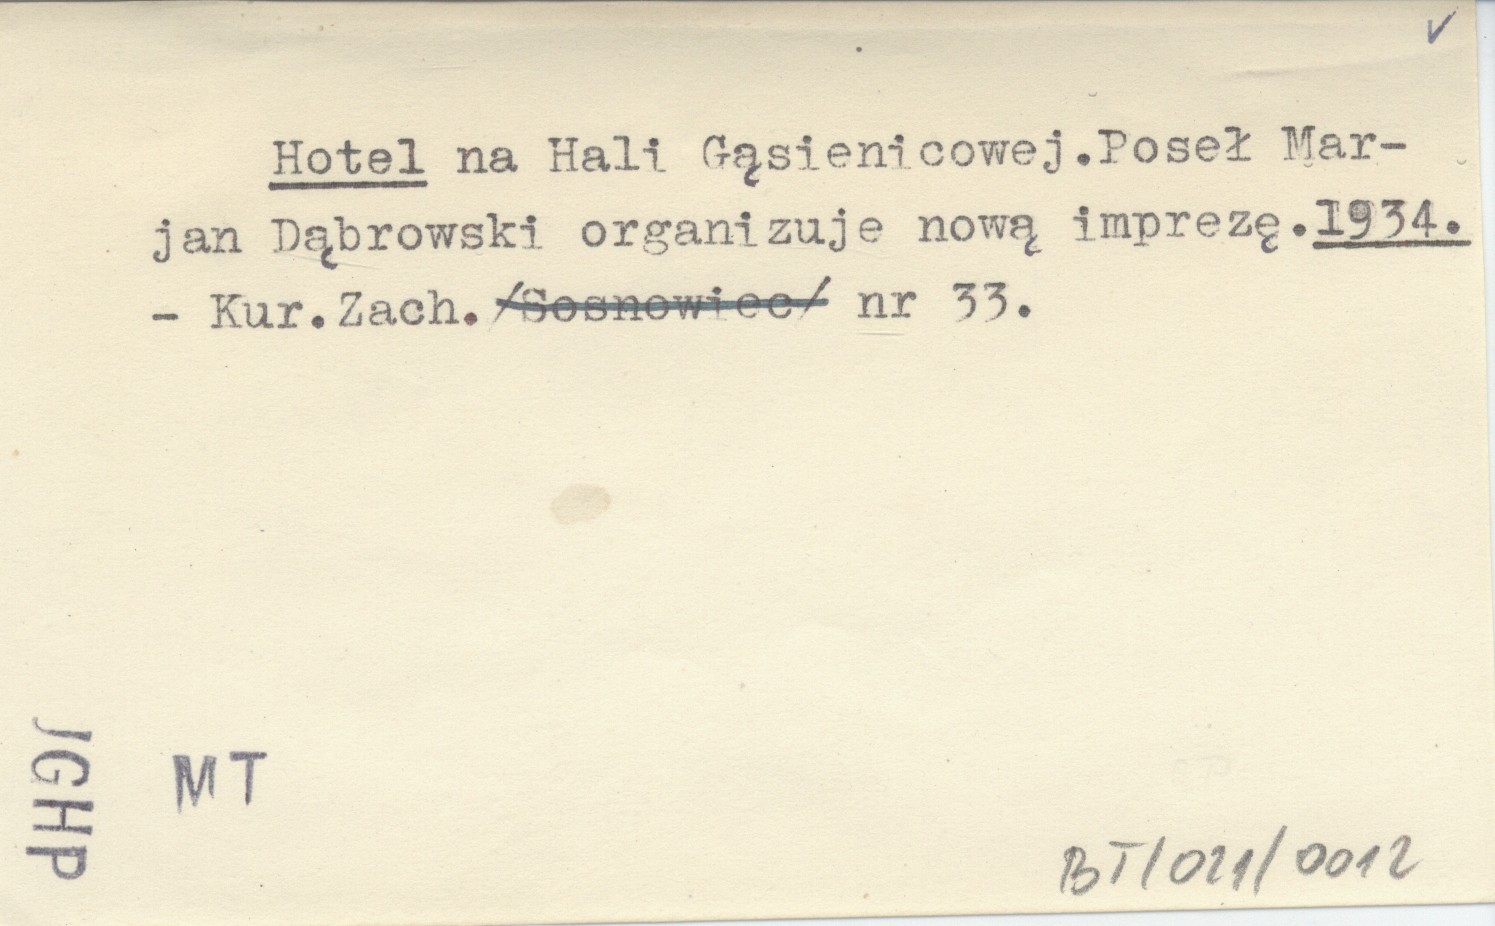 Hotel na Hali Gąsienicowej.Poseł Mar-
jan Dąbrowski organizuje nową imprezę.1934.
- Kur.Zach./Sosnowiec/ nr 33.
JGHP
MT
BT/021/0012